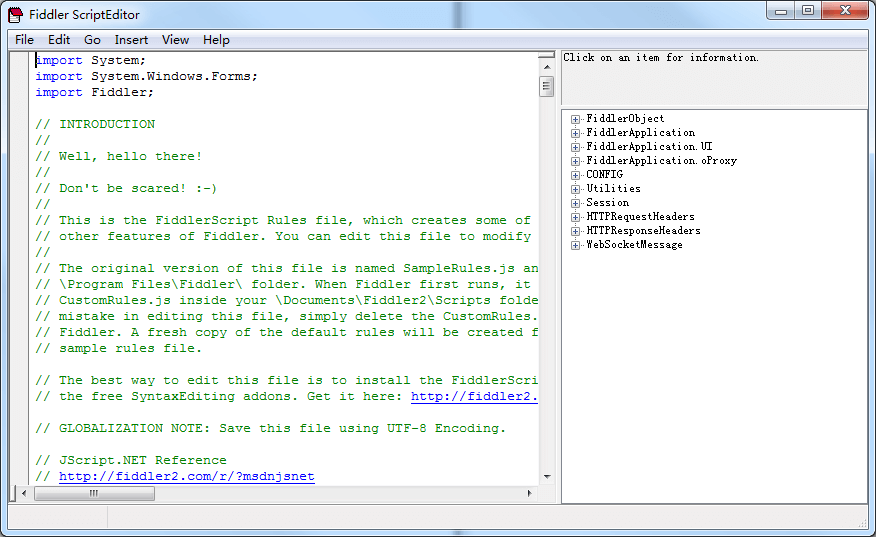 Fiddler ScriptEditor
File Edit Go Insert View Help
import System;
import System.Windows.Forms;
import Fiddler;
// INTRODUCTION
//
// Well, hello there!
//
// Don't be scared! :-)
//
// This is the FiddlerScript Rules file, which creates some of
// other features of Fiddler. You can edit this file to modify
//
// The original version of this file is named SampleRules.js an
// \Program Files\Fiddler\ folder. When Fiddler first runs, it
// CustomRules.js inside your \Documents\Fiddler2\Scripts folde
// mistake in editing this file, simply delete the CustomRules.
// Fiddler. A fresh copy of the default rules will be created f
// sample rules file.
// The best way to edit this file is to install the FiddlerScri
// the free SyntaxEditing addons. Get it here: http://fiddler2.
// GLOBALIZATION NOTE: Save this file using UTF-8 Encoding.
// JScript.NET Reference
// http://fiddler2.com/r/?msdnjsnet
Click on an item for information.
FiddlerObject
FiddlerApplication
FiddlerApplication.UI
FiddlerApplication.oProxy
CONFIG
Utilities
Session
HTTPRequestHeaders
HTTPResponseHeaders
WebSocketMessage